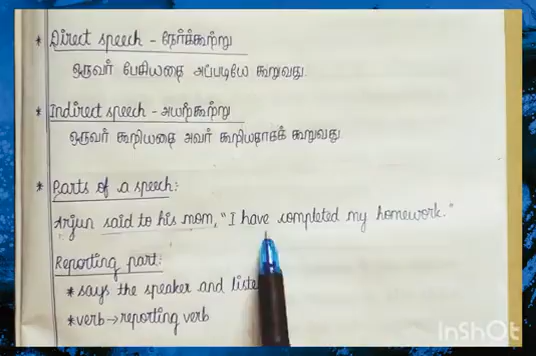 * Direct speech - நேர்க்கூற்று
ஒருவர் பேசியதை அப்படியே கூறுவது.
* Indirect speech - அயற்கூற்று
ஒருவர் கூறியதை அவர் கூறியதாகக் கூறுவது
* Parts of a speech:
Arjun said to his mom, "I have completed my homework."
Reporting part:
* says the speaker and liste
* verb → reporting verb
InShOt